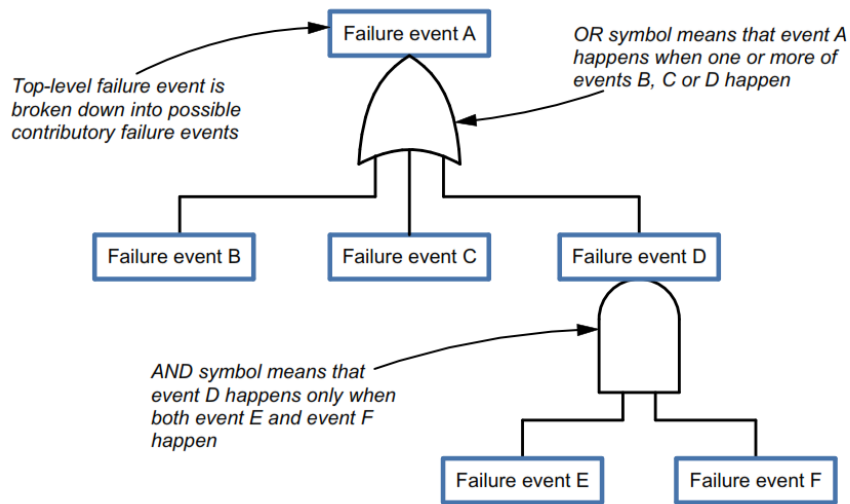 Failure event A
OR symbol means that event A
happens when one or more of
events B, C or D happen
Top-level failure event is
broken down into possible
contributory failure events
Failure event B
Failure event C
Failure event D
AND symbol means that
event D happens only when
both event E and event F
happen
Failure event E
Failure event F